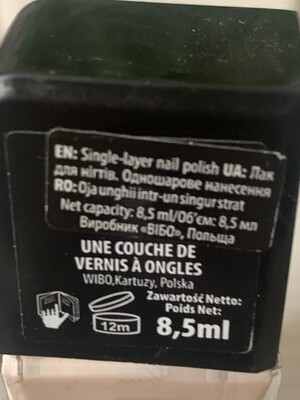 EN: Single-layer nail polish UA: Лак
для нігтів. Одношарове нанесення
RO: Oja unghii intr-un singur strat
Net capacity: 8,5 ml/Об'єм: 8,5 мл
Виробник «ВІБО», Польща
UNE COUCHE DE
VERNIS À ONGLES
WIBO, Kartuzy, Polska
Zawartość Netto:
Poids Net:
12m
8,5ml